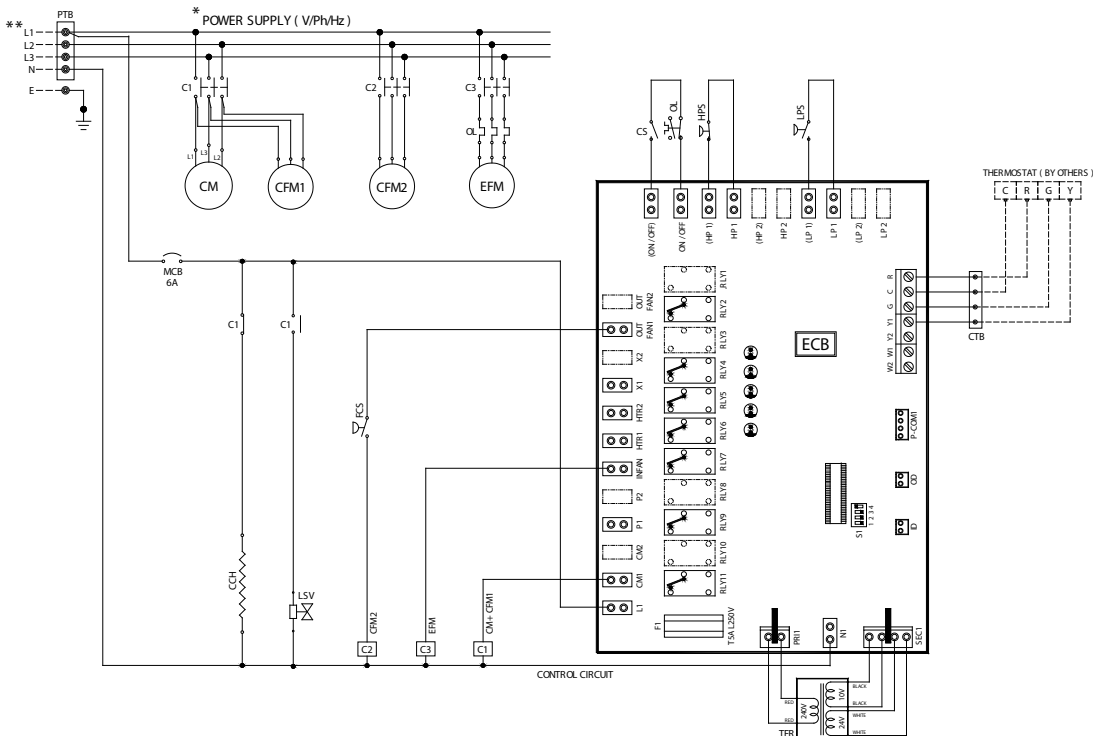 * POWER SUPPLY ( V/Ph/Hz )
**
PTB
L1
L2
L3
N
E
C1
C2
C3
OL
L1
L3
L2
CM
CFM1
CFM2
EFM
MCB
6A
C1
C1
CCH
LSV
FCS
CFM2
EFM
CM + CFM1
C2
C3
C1
CONTROL CIRCUIT
CS
OL
HPS
LPS
(ON / OFF)
ON / OFF
(HP 1)
HP 1
(HP 2)
HP 2
(LP 1)
LP 1
(LP 2)
LP 2
OUT FAN2
OUT FAN1
X2
X1
HTR2
HTR1
INFAN
P2
P1
CM2
CM1
L1
RLY1
RLY2
RLY3
RLY4
RLY5
RLY6
RLY7
RLY8
RLY9
RLY10
RLY11
F1
T5A L250V
ECB
R
C
G
Y1
Y2
W1
W2
THERMOSTAT ( BY OTHERS )
C R G Y
CTB
P-COM1
OD
ID
S1
1 2 3 4
PRI1
N1
SEC1
RED
RED
240V
10V
24V
BLACK
BLACK
WHITE
WHITE
TFR